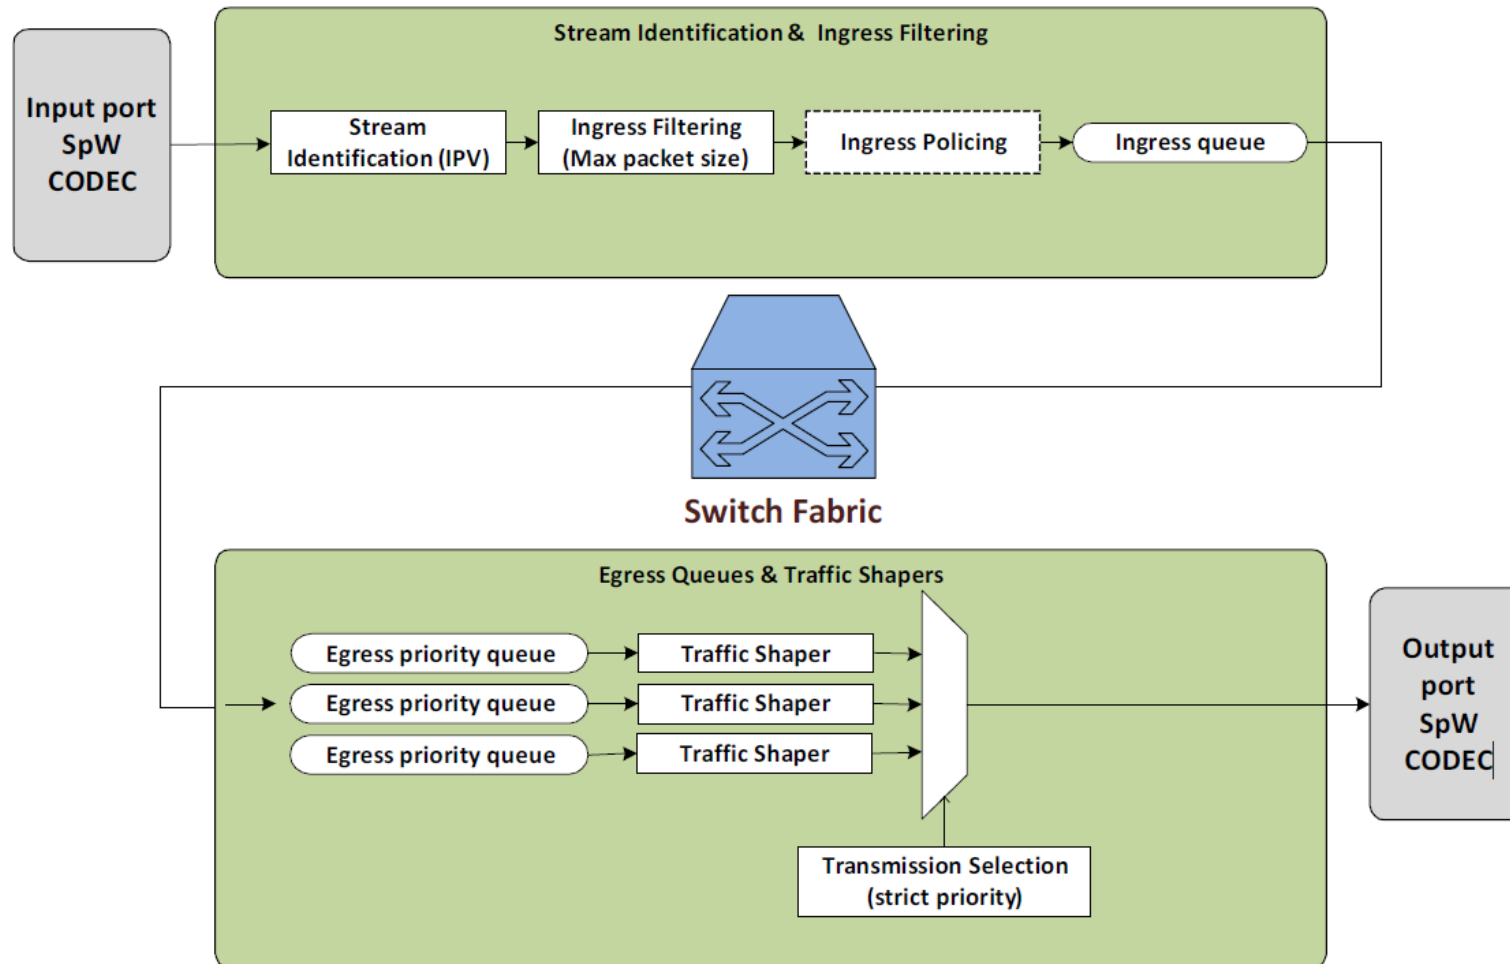 Stream Identification & Ingress Filtering
Input port
SpW
CODEC
Stream
Identification (IPV)
Ingress Filtering
(Max packet size)
Ingress Policing
Ingress queue
Switch Fabric
Egress Queues & Traffic Shapers
Egress priority queue
Traffic Shaper
Egress priority queue
Traffic Shaper
Egress priority queue
Traffic Shaper
Output
port
SpW
CODEC
Transmission Selection
(strict priority)